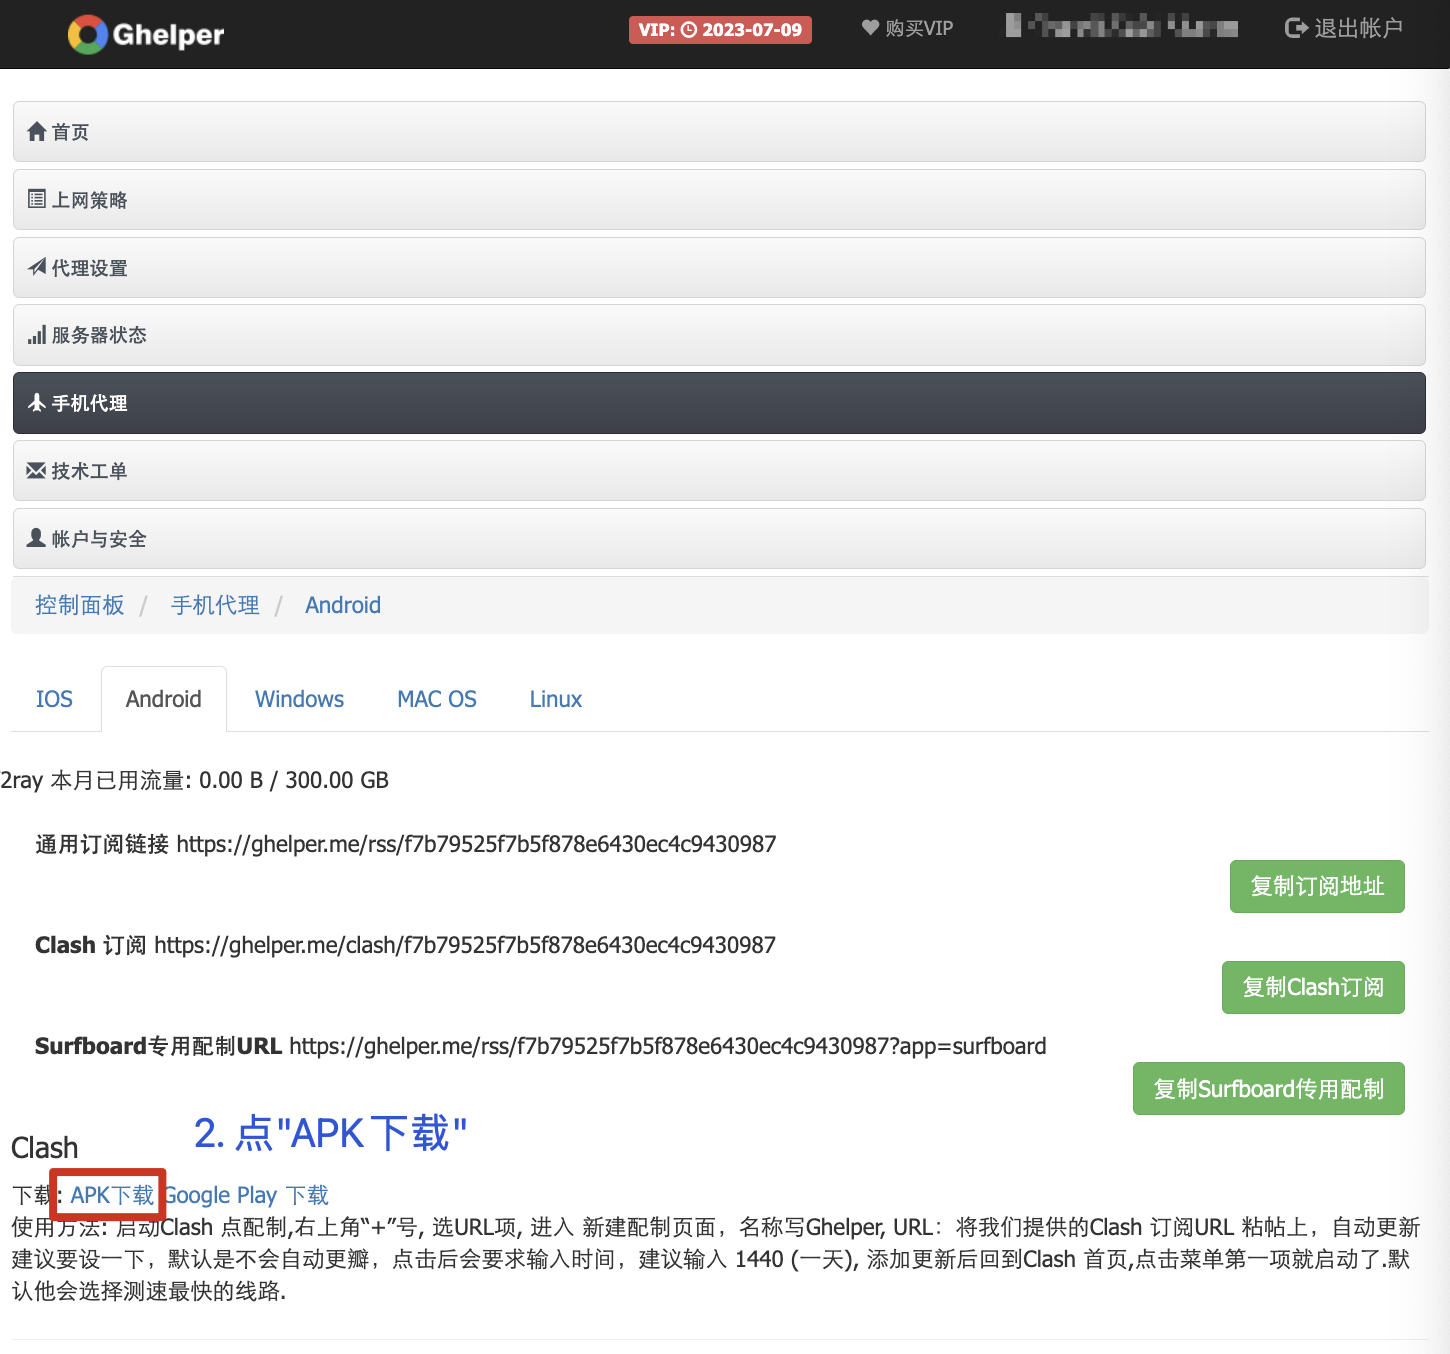 Ghelper
VIP: 2023-07-09
购买VIP
退出帐户
首页
上网策略
代理设置
服务器状态
手机代理
技术工单
帐户与安全
控制面板 / 手机代理 / Android
IOS Android Windows MAC OS Linux
2ray 本月已用流量: 0.00 B / 300.00 GB
通用订阅链接 https://ghelper.me/rss/f7b79525f7b5f878e6430ec4c9430987
复制订阅地址
Clash 订阅 https://ghelper.me/clash/f7b79525f7b5f878e6430ec4c9430987
复制Clash订阅
Surfboard专用配制URL https://ghelper.me/rss/f7b79525f7b5f878e6430ec4c9430987?app=surfboard
复制Surfboard传用配制
2. 点"APK下载"
Clash
下载: APK下载 Google Play 下载
使用方法: 启动Clash 点配制,右上角“+”号, 选URL项, 进入 新建配制页面，名称写Ghelper, URL：将我们提供的Clash 订阅URL 粘帖上，自动更新
建议要设一下，默认是不会自动更瓣，点击后会要求输入时间，建议输入 1440 (一天), 添加更新后回到Clash 首页,点击菜单第一项就启动了.默
认他会选择测速最快的线路.